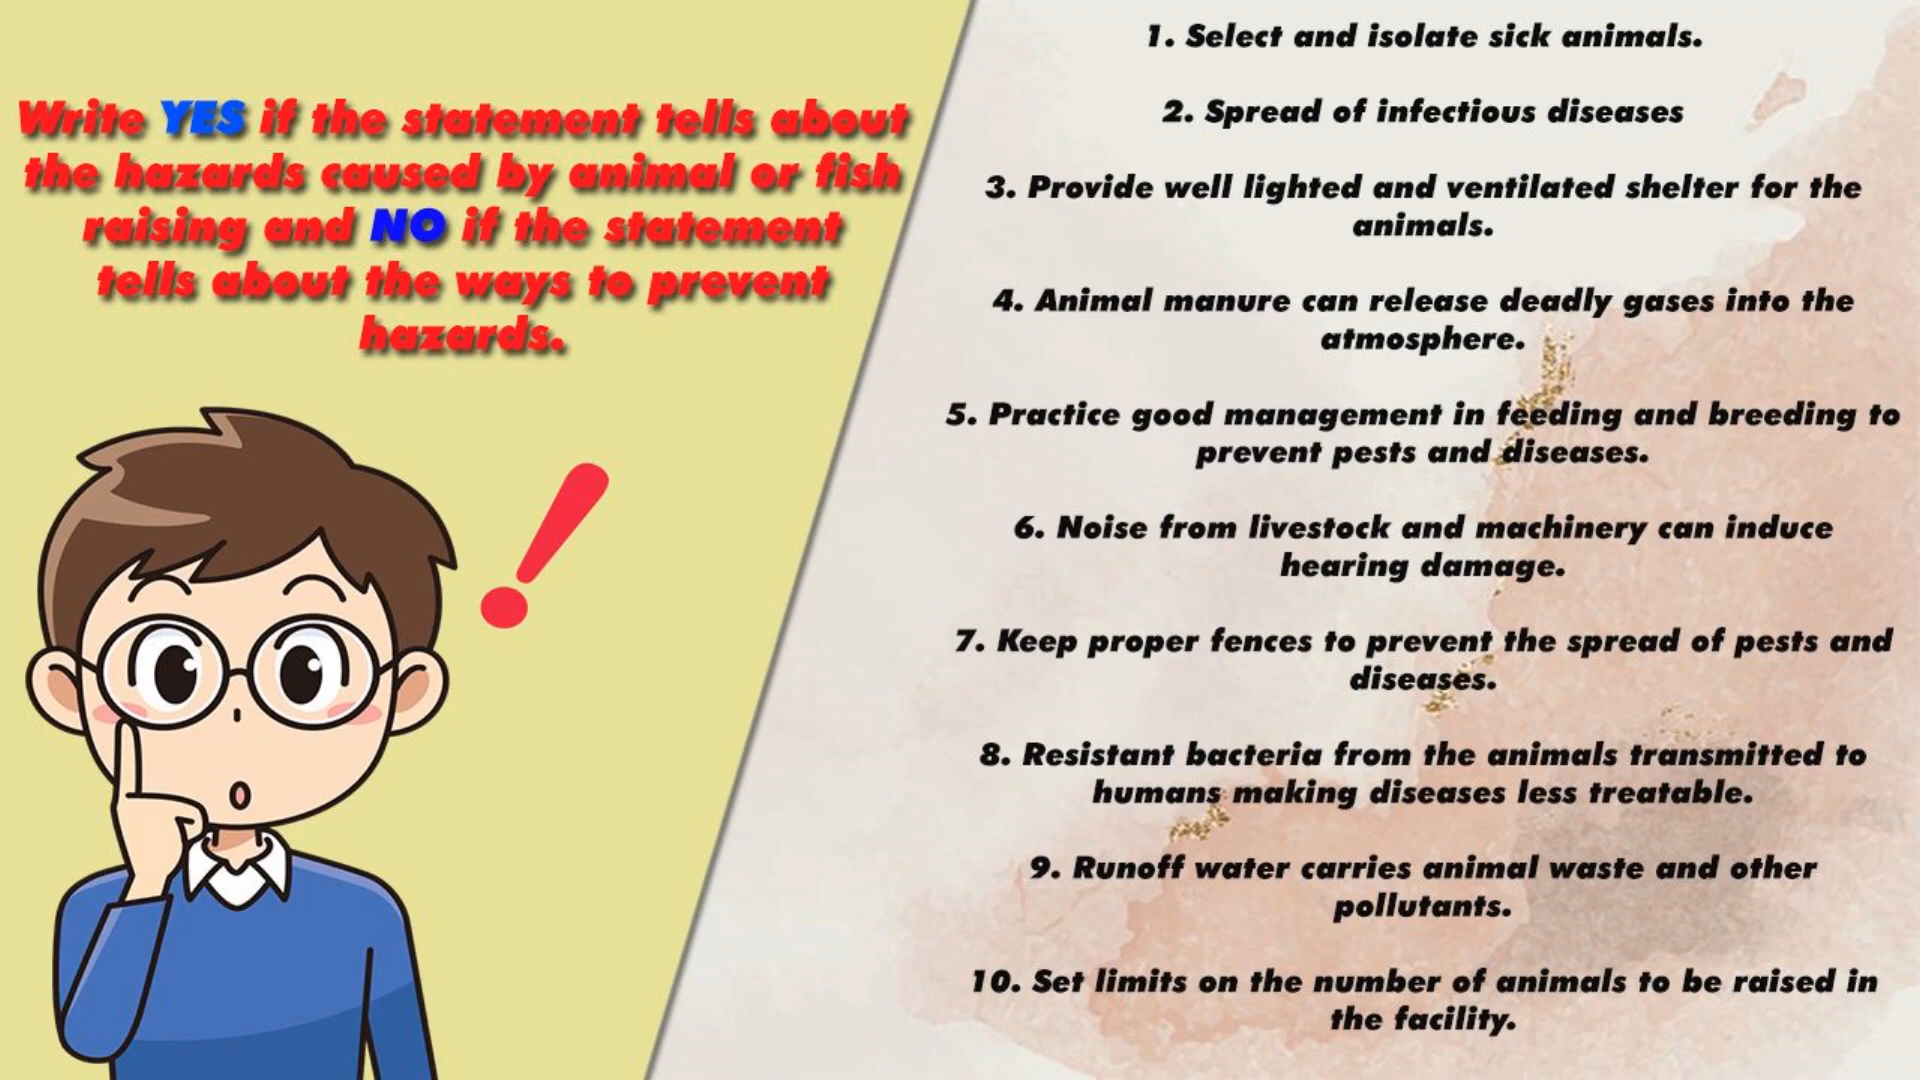 Write YES if the statement tells about
the hazards caused by animal or fish
raising and NO if the statement
tells about the ways to prevent
hazards.
1. Select and isolate sick animals.
2. Spread of infectious diseases
3. Provide well lighted and ventilated shelter for the
animals.
4. Animal manure can release deadly gases into the
atmosphere.
5. Practice good management in feeding and breeding to
prevent pests and diseases.
6. Noise from livestock and machinery can induce
hearing damage.
7. Keep proper fences to prevent the spread of pests and
diseases.
8. Resistant bacteria from the animals transmitted to
humans making diseases less treatable.
9. Runoff water carries animal waste and other
pollutants.
10. Set limits on the number of animals to be raised in
the facility.